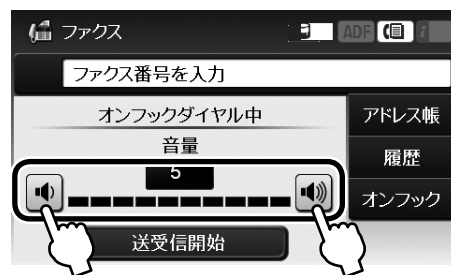 ファクス
ADF
i
ファクス番号を入力
オンフックダイヤル中
アドレス帳
音量
履歴
5
オンフック
送受信開始